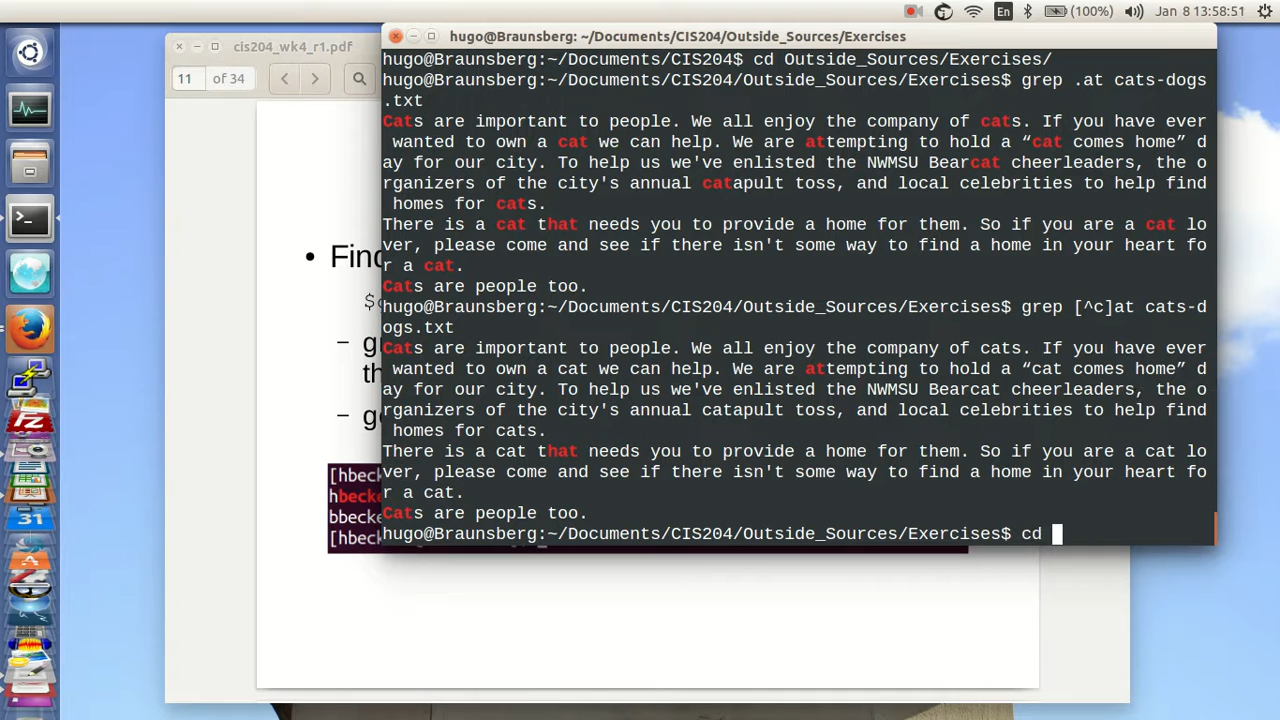 En (100%) Jan 8 13:58:51
cis204_wk4_r1.pdf
11 of 34
• Find
$
–
–
[hbeck
hbecke
bbecke
[hbeck
31
hugo@Braunsberg: ~/Documents/CIS204/Outside_Sources/Exercises
hugo@Braunsberg:~/Documents/CIS204$ cd Outside_Sources/Exercises/
hugo@Braunsberg:~/Documents/CIS204/Outside_Sources/Exercises$ grep .at cats-dogs
.txt
Cats are important to people. We all enjoy the company of cats. If you have ever
wanted to own a cat we can help. We are attempting to hold a “cat comes home” d
ay for our city. To help us we've enlisted the NWMSU Bearcat cheerleaders, the o
rganizers of the city's annual catapult toss, and local celebrities to help find
homes for cats.
There is a cat that needs you to provide a home for them. So if you are a cat lo
ver, please come and see if there isn't some way to find a home in your heart fo
r a cat.
Cats are people too.
hugo@Braunsberg:~/Documents/CIS204/Outside_Sources/Exercises$ grep [^c]at cats-d
ogs.txt
Cats are important to people. We all enjoy the company of cats. If you have ever
wanted to own a cat we can help. We are attempting to hold a “cat comes home” d
ay for our city. To help us we've enlisted the NWMSU Bearcat cheerleaders, the o
rganizers of the city's annual catapult toss, and local celebrities to help find
homes for cats.
There is a cat that needs you to provide a home for them. So if you are a cat lo
ver, please come and see if there isn't some way to find a home in your heart fo
r a cat.
Cats are people too.
hugo@Braunsberg:~/Documents/CIS204/Outside_Sources/Exercises$ cd